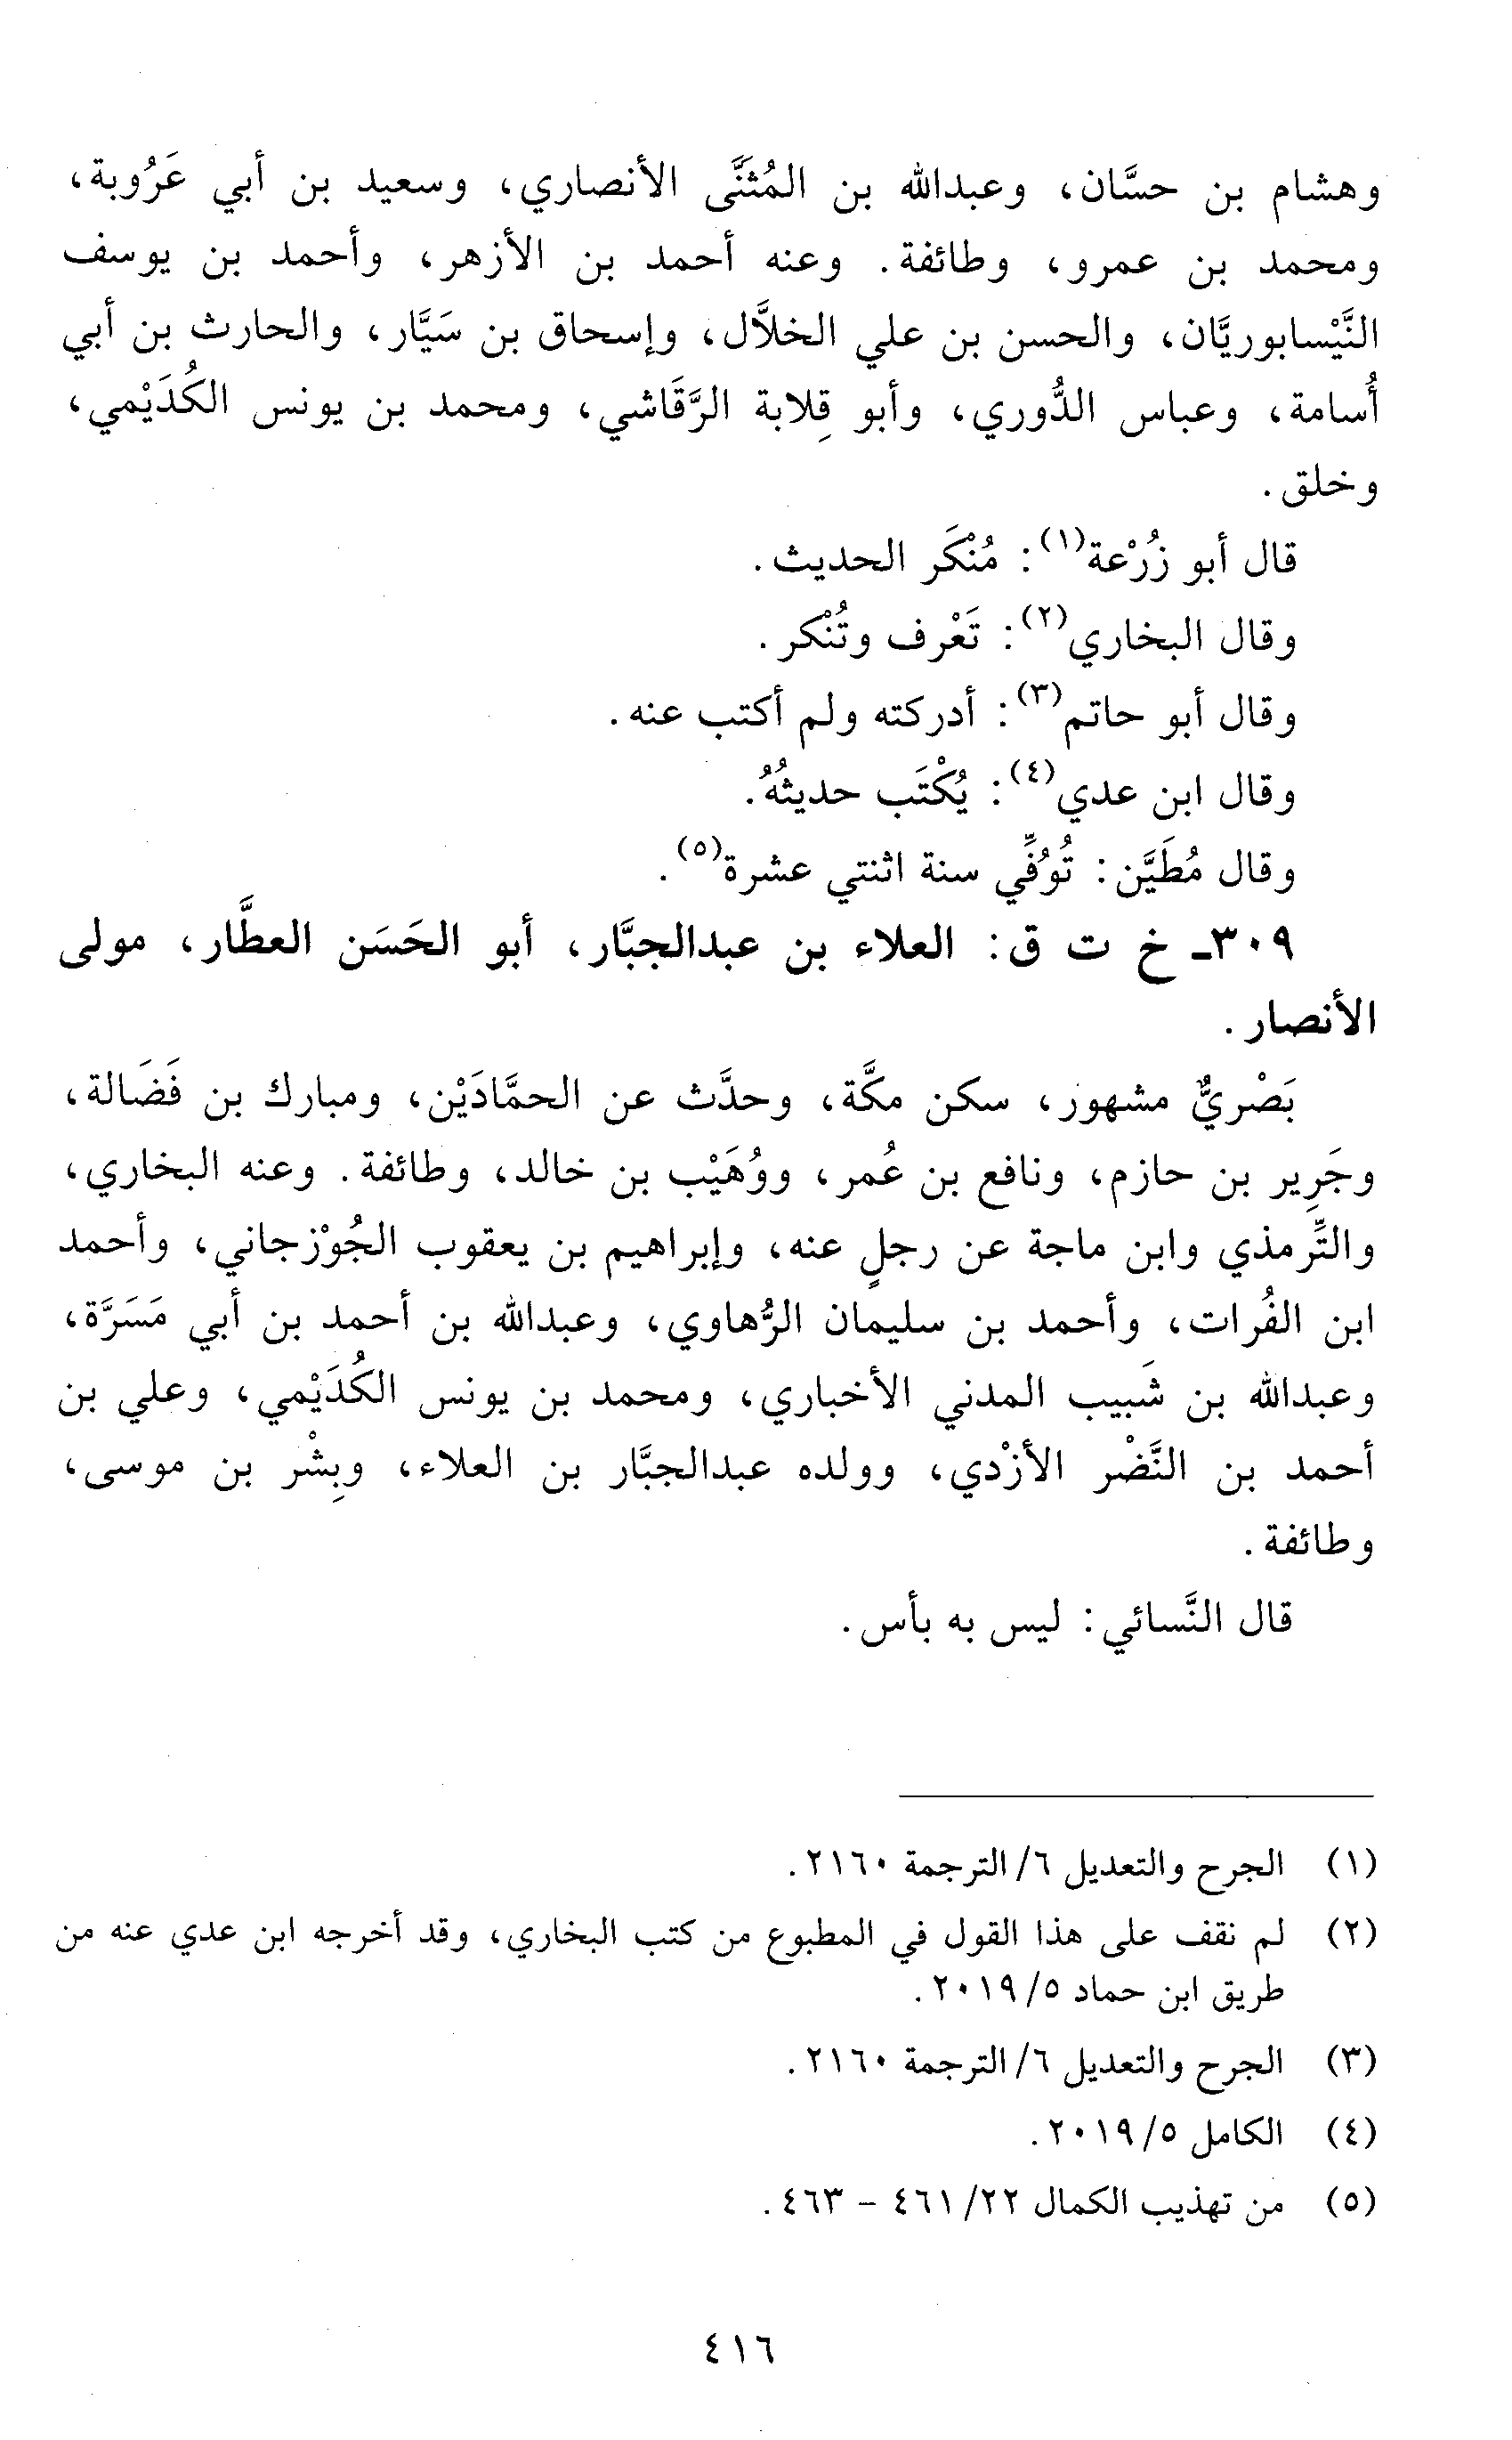 وهشام بن حسَّان، وعبدالله بن المُثَنَّى الأنصاري، وسعيد بن أبي عَرُوبة،
ومحمد بن عمرو، وطائفة. وعنه أحمد بن الأزهر، وأحمد بن يوسف
النَّيْسابوريَّان، والحسن بن علي الخلاَّل، وإسحاق بن سَيَّار، والحارث بن أبي
أُسامة، وعباس الدُّوري، وأبو قِلابة الرَّقَاشي، ومحمد بن يونس الكُدَيْمي،
وخلق.
قال أبو زُرْعة(١): مُنْكَر الحديث.
وقال البخاري(٢): تَعْرف وتُنْكر.
وقال أبو حاتم(٣): أدركته ولم أكتب عنه.
وقال ابن عدي(٤): يُكْتَب حديثُهُ.
وقال مُطَيَّن: تُوُفِّي سنة اثنتي عشرة(٥).
٣٠٩ـ خ ت ق: العلاء بن عبدالجبَّار، أبو الحَسَن العطَّار، مولى
الأنصار.
بَصْريٌّ مشهور، سكن مكَّة، وحدَّث عن الحمَّادَيْن، ومبارك بن فَضَالة،
وجَرِير بن حازم، ونافع بن عُمر، ووُهَيْب بن خالد، وطائفة. وعنه البخاري،
والتِّرمذي وابن ماجة عن رجلٍ عنه، وإبراهيم بن يعقوب الجُوْزجاني، وأحمد
ابن الفُرات، وأحمد بن سليمان الرُّهاوي، وعبدالله بن أحمد بن أبي مَسَرَّة،
وعبدالله بن شَبيب المدني الأخباري، ومحمد بن يونس الكُدَيْمي، وعلي بن
أحمد بن النَّضْر الأزْدي، وولده عبدالجبَّار بن العلاء، وبِشْر بن موسى،
وطائفة.
قال النَّسائي: ليس به بأس.
(١) الجرح والتعديل ٦/ الترجمة ٢١٦٠.
(٢) لم نقف على هذا القول في المطبوع من كتب البخاري، وقد أخرجه ابن عدي عنه من
طريق ابن حماد ٥/ ٢٠١٩.
(٣) الجرح والتعديل ٦/ الترجمة ٢١٦٠.
(٤) الكامل ٥/ ٢٠١٩.
(٥) من تهذيب الكمال ٢٢/ ٤٦١ - ٤٦٣.
٤١٦